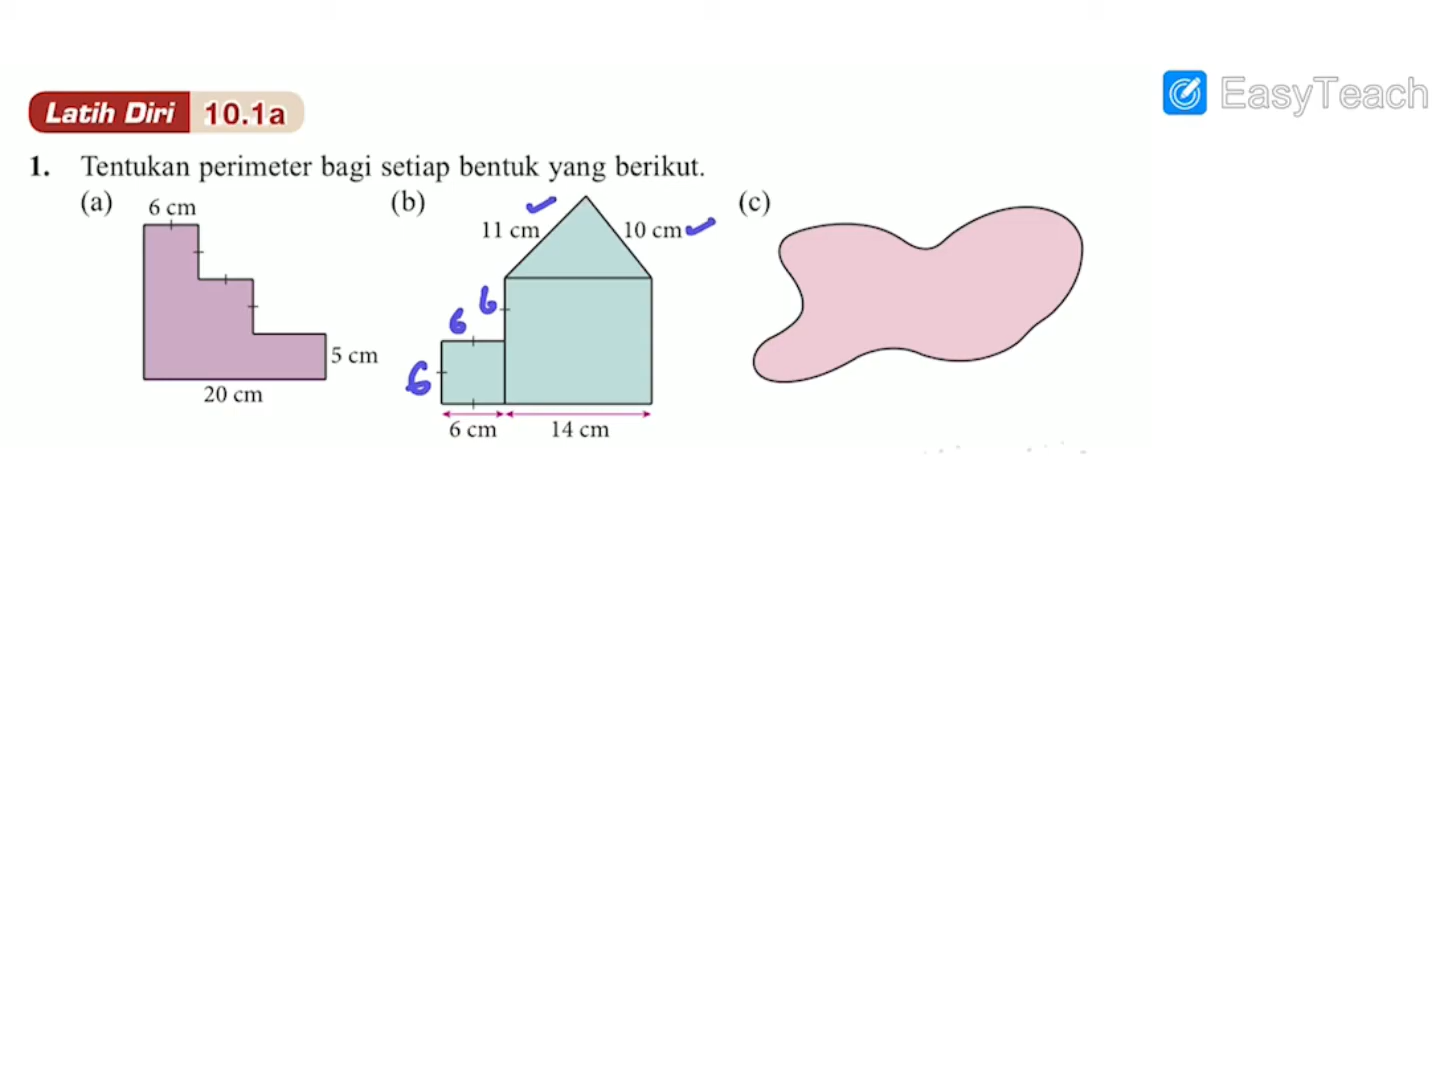 EasyTeach
Latih Diri 10.1a
1. Tentukan perimeter bagi setiap bentuk yang berikut.
(a) 6 cm
5 cm
20 cm
(b) 11 cm 10 cm
6
6
6
6 cm 14 cm
(c)